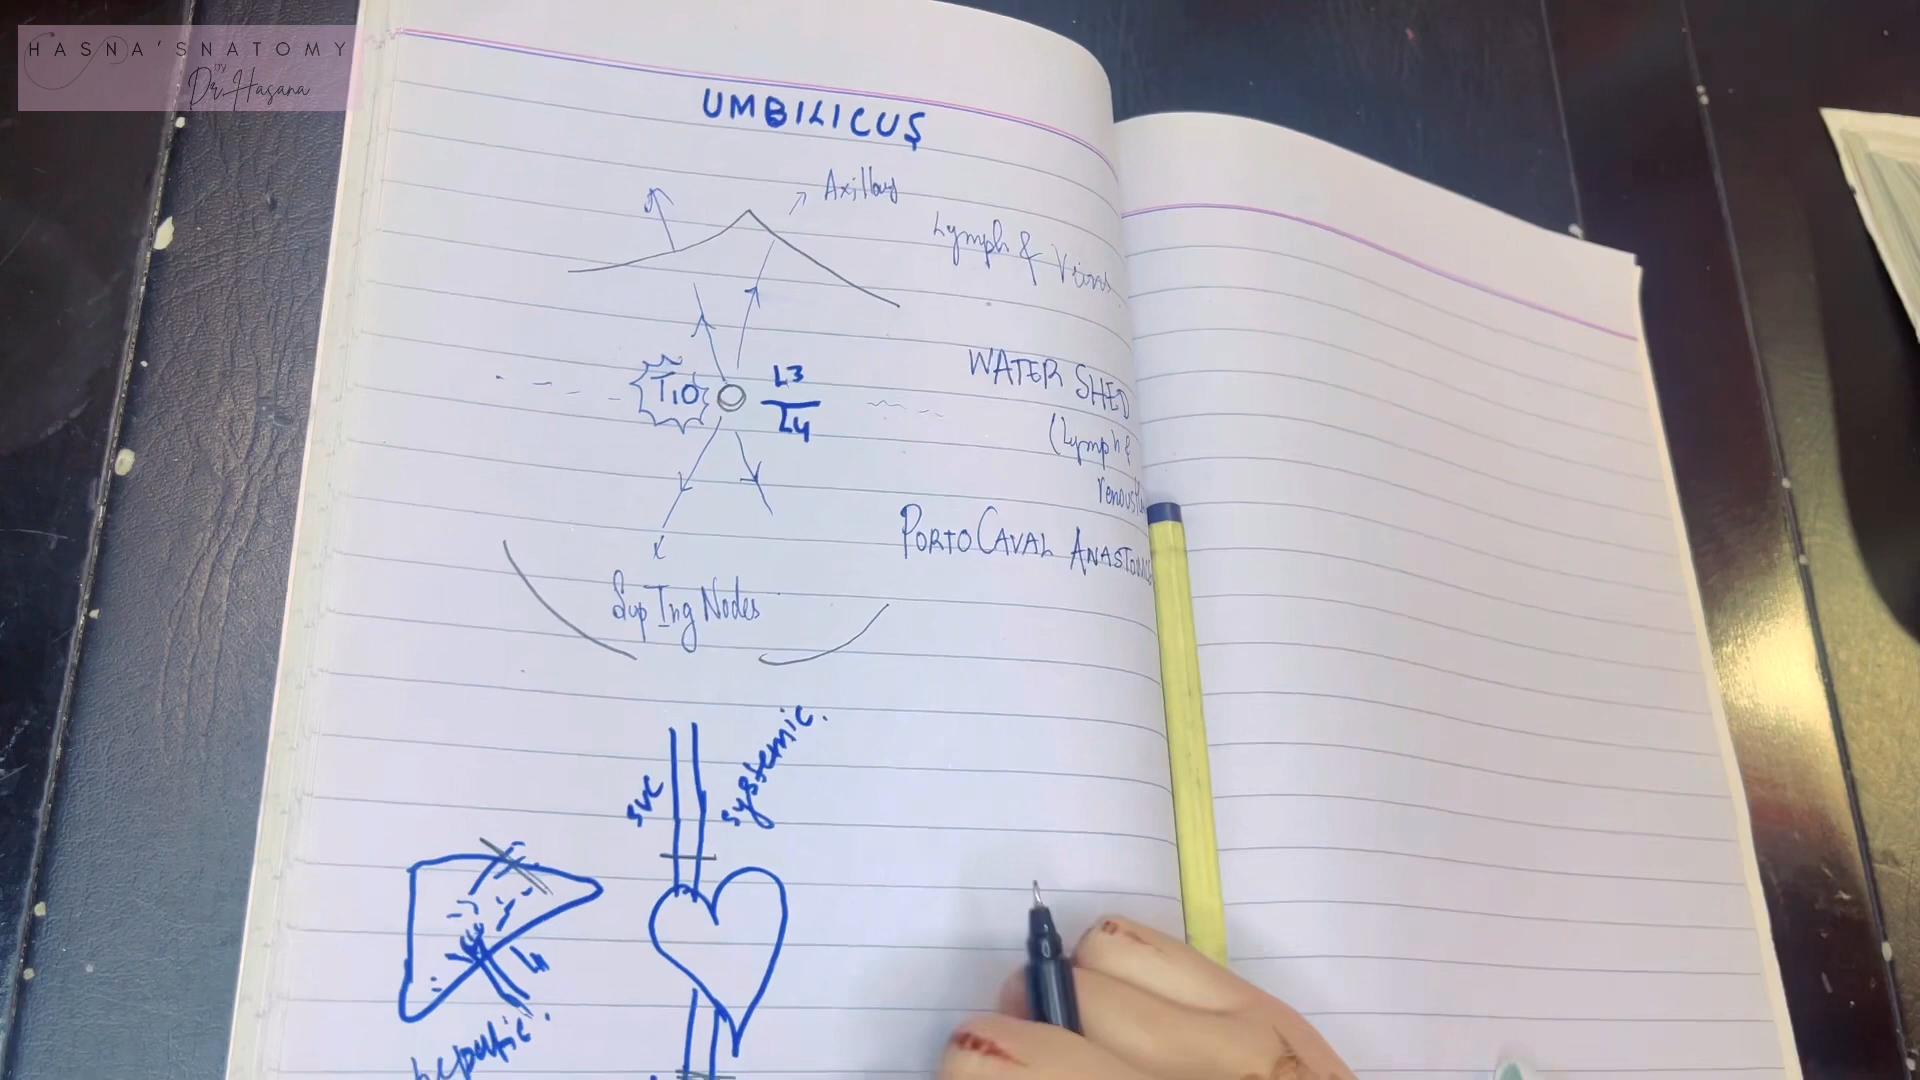 HASNA'SNATOMY
BY
Dr.Hasana
UMBILICUS
Axillary
Lymph & Veins
T10
L3
L4
WATER SHED
(Lymph &
venous
PORTOCAVAL ANASTOMOSIS
Sup Ing Nodes
SVC
systemic.
hepatic.